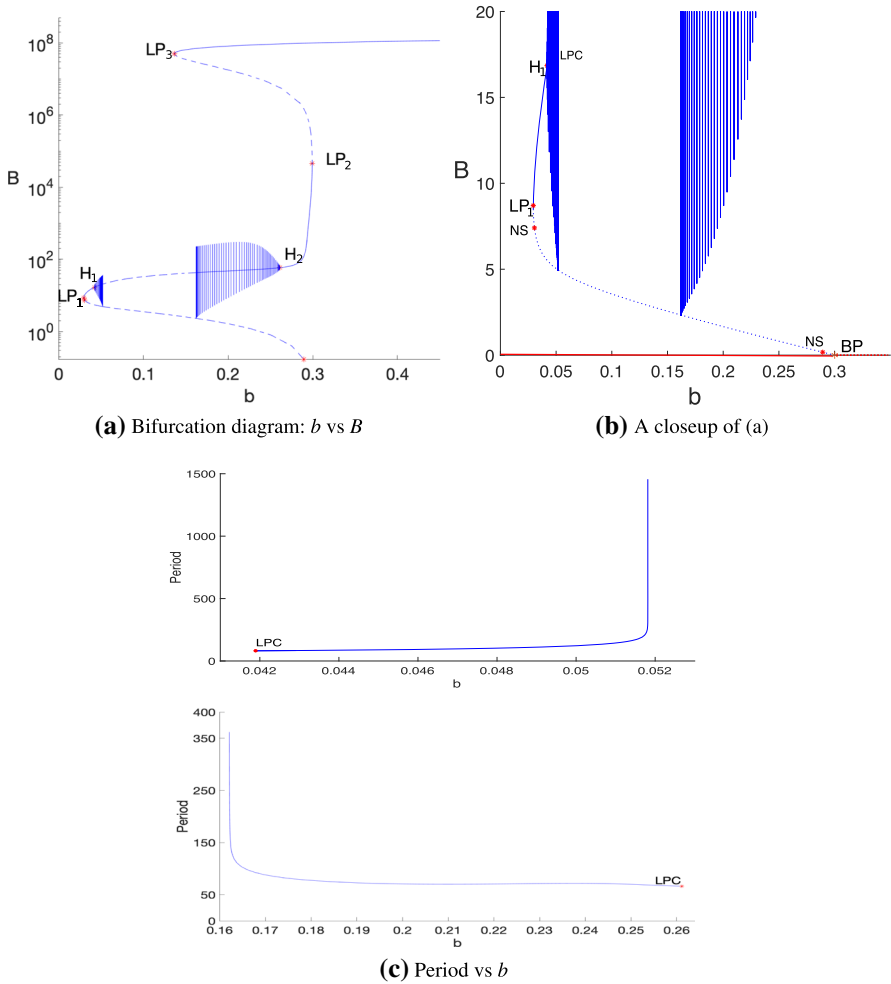 10^8
10^6
10^4
10^2
10^0
B
LP3
LP2
H1
H2
LP1
0 0.1 0.2 0.3 0.4
b
(a) Bifurcation diagram: b vs B
20
15
10
5
0
B
H1
LPC
LP1
NS
NS
BP
0 0.05 0.1 0.15 0.2 0.25 0.3
b
(b) A closeup of (a)
1500
1000
500
0
Period
LPC
0.042 0.044 0.046 0.048 0.05 0.052
b
400
350
250
150
50
0
Period
LPC
0.16 0.17 0.18 0.19 0.2 0.21 0.22 0.23 0.24 0.25 0.26
b
(c) Period vs b